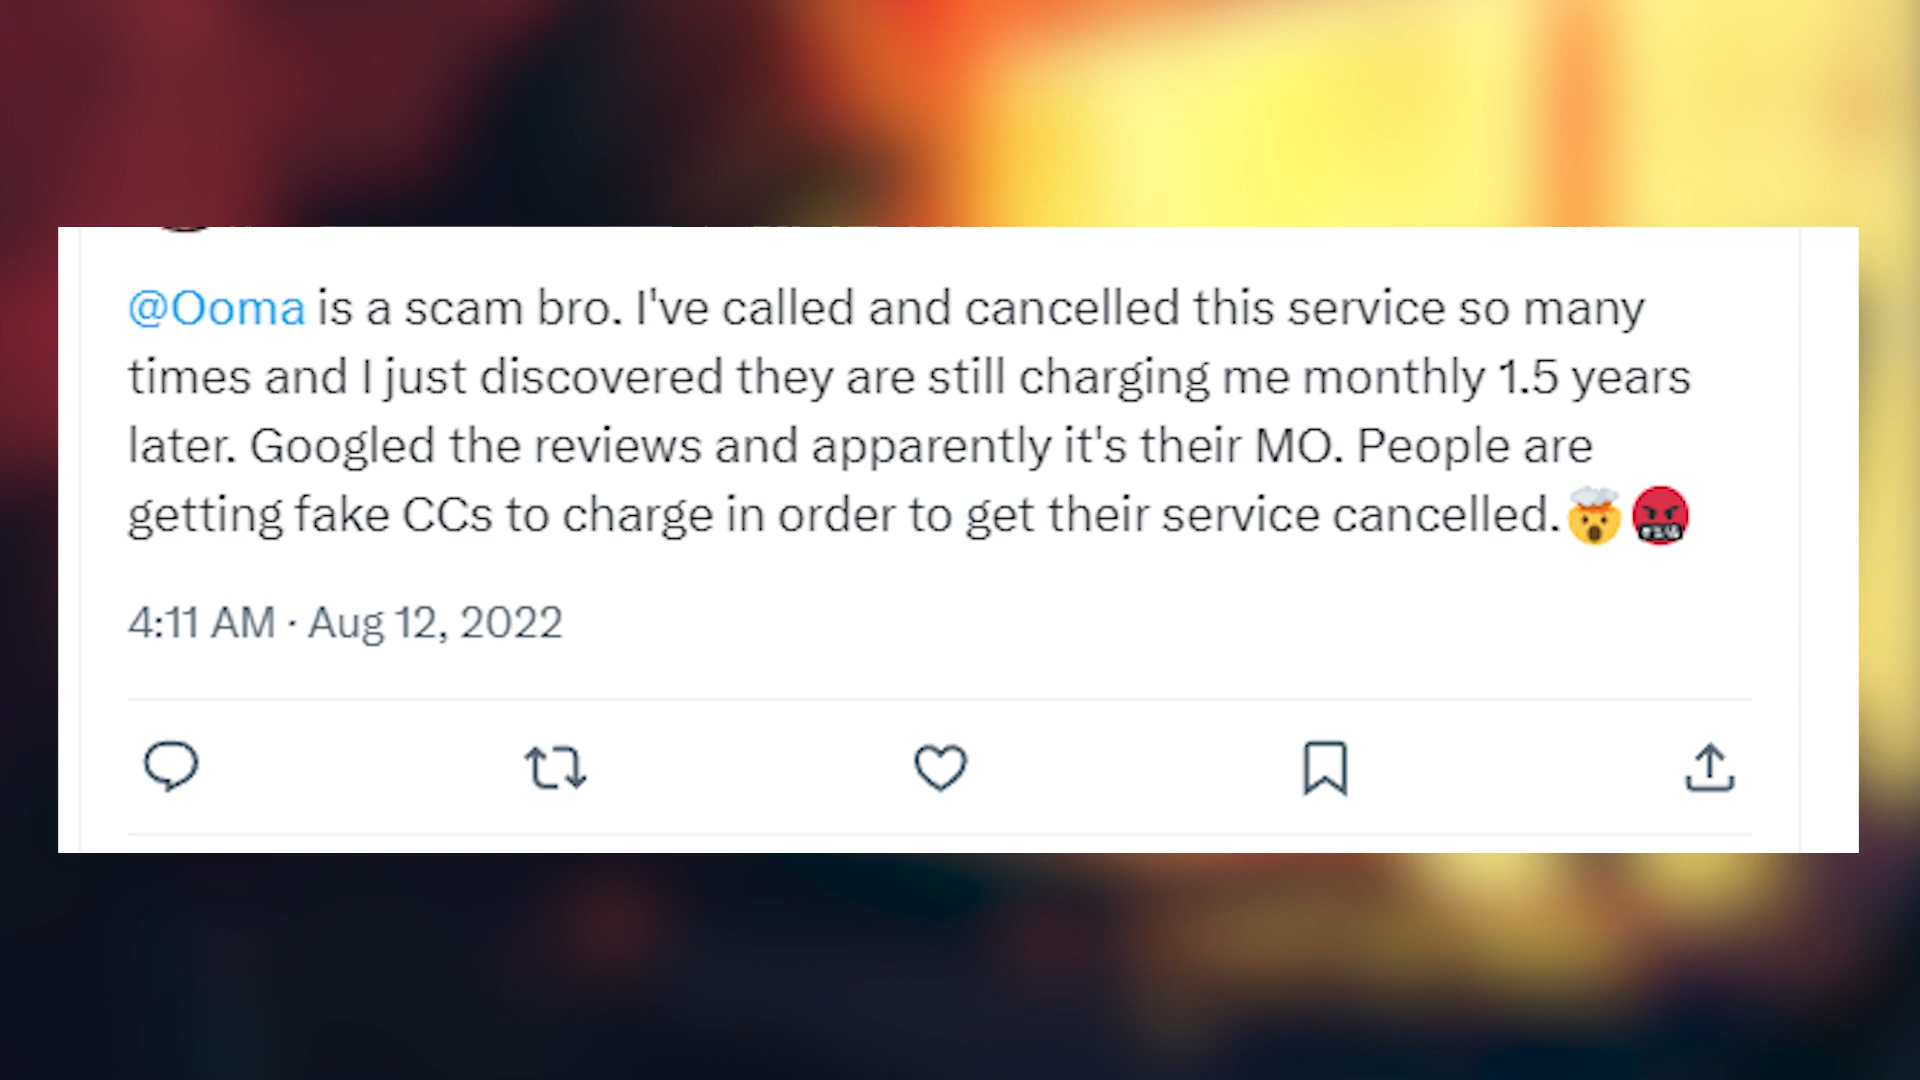 @Ooma is a scam bro. I've called and cancelled this service so many
times and I just discovered they are still charging me monthly 1.5 years
later. Googled the reviews and apparently it's their MO. People are
getting fake CCs to charge in order to get their service cancelled.🤯🤬
4:11 AM · Aug 12, 2022